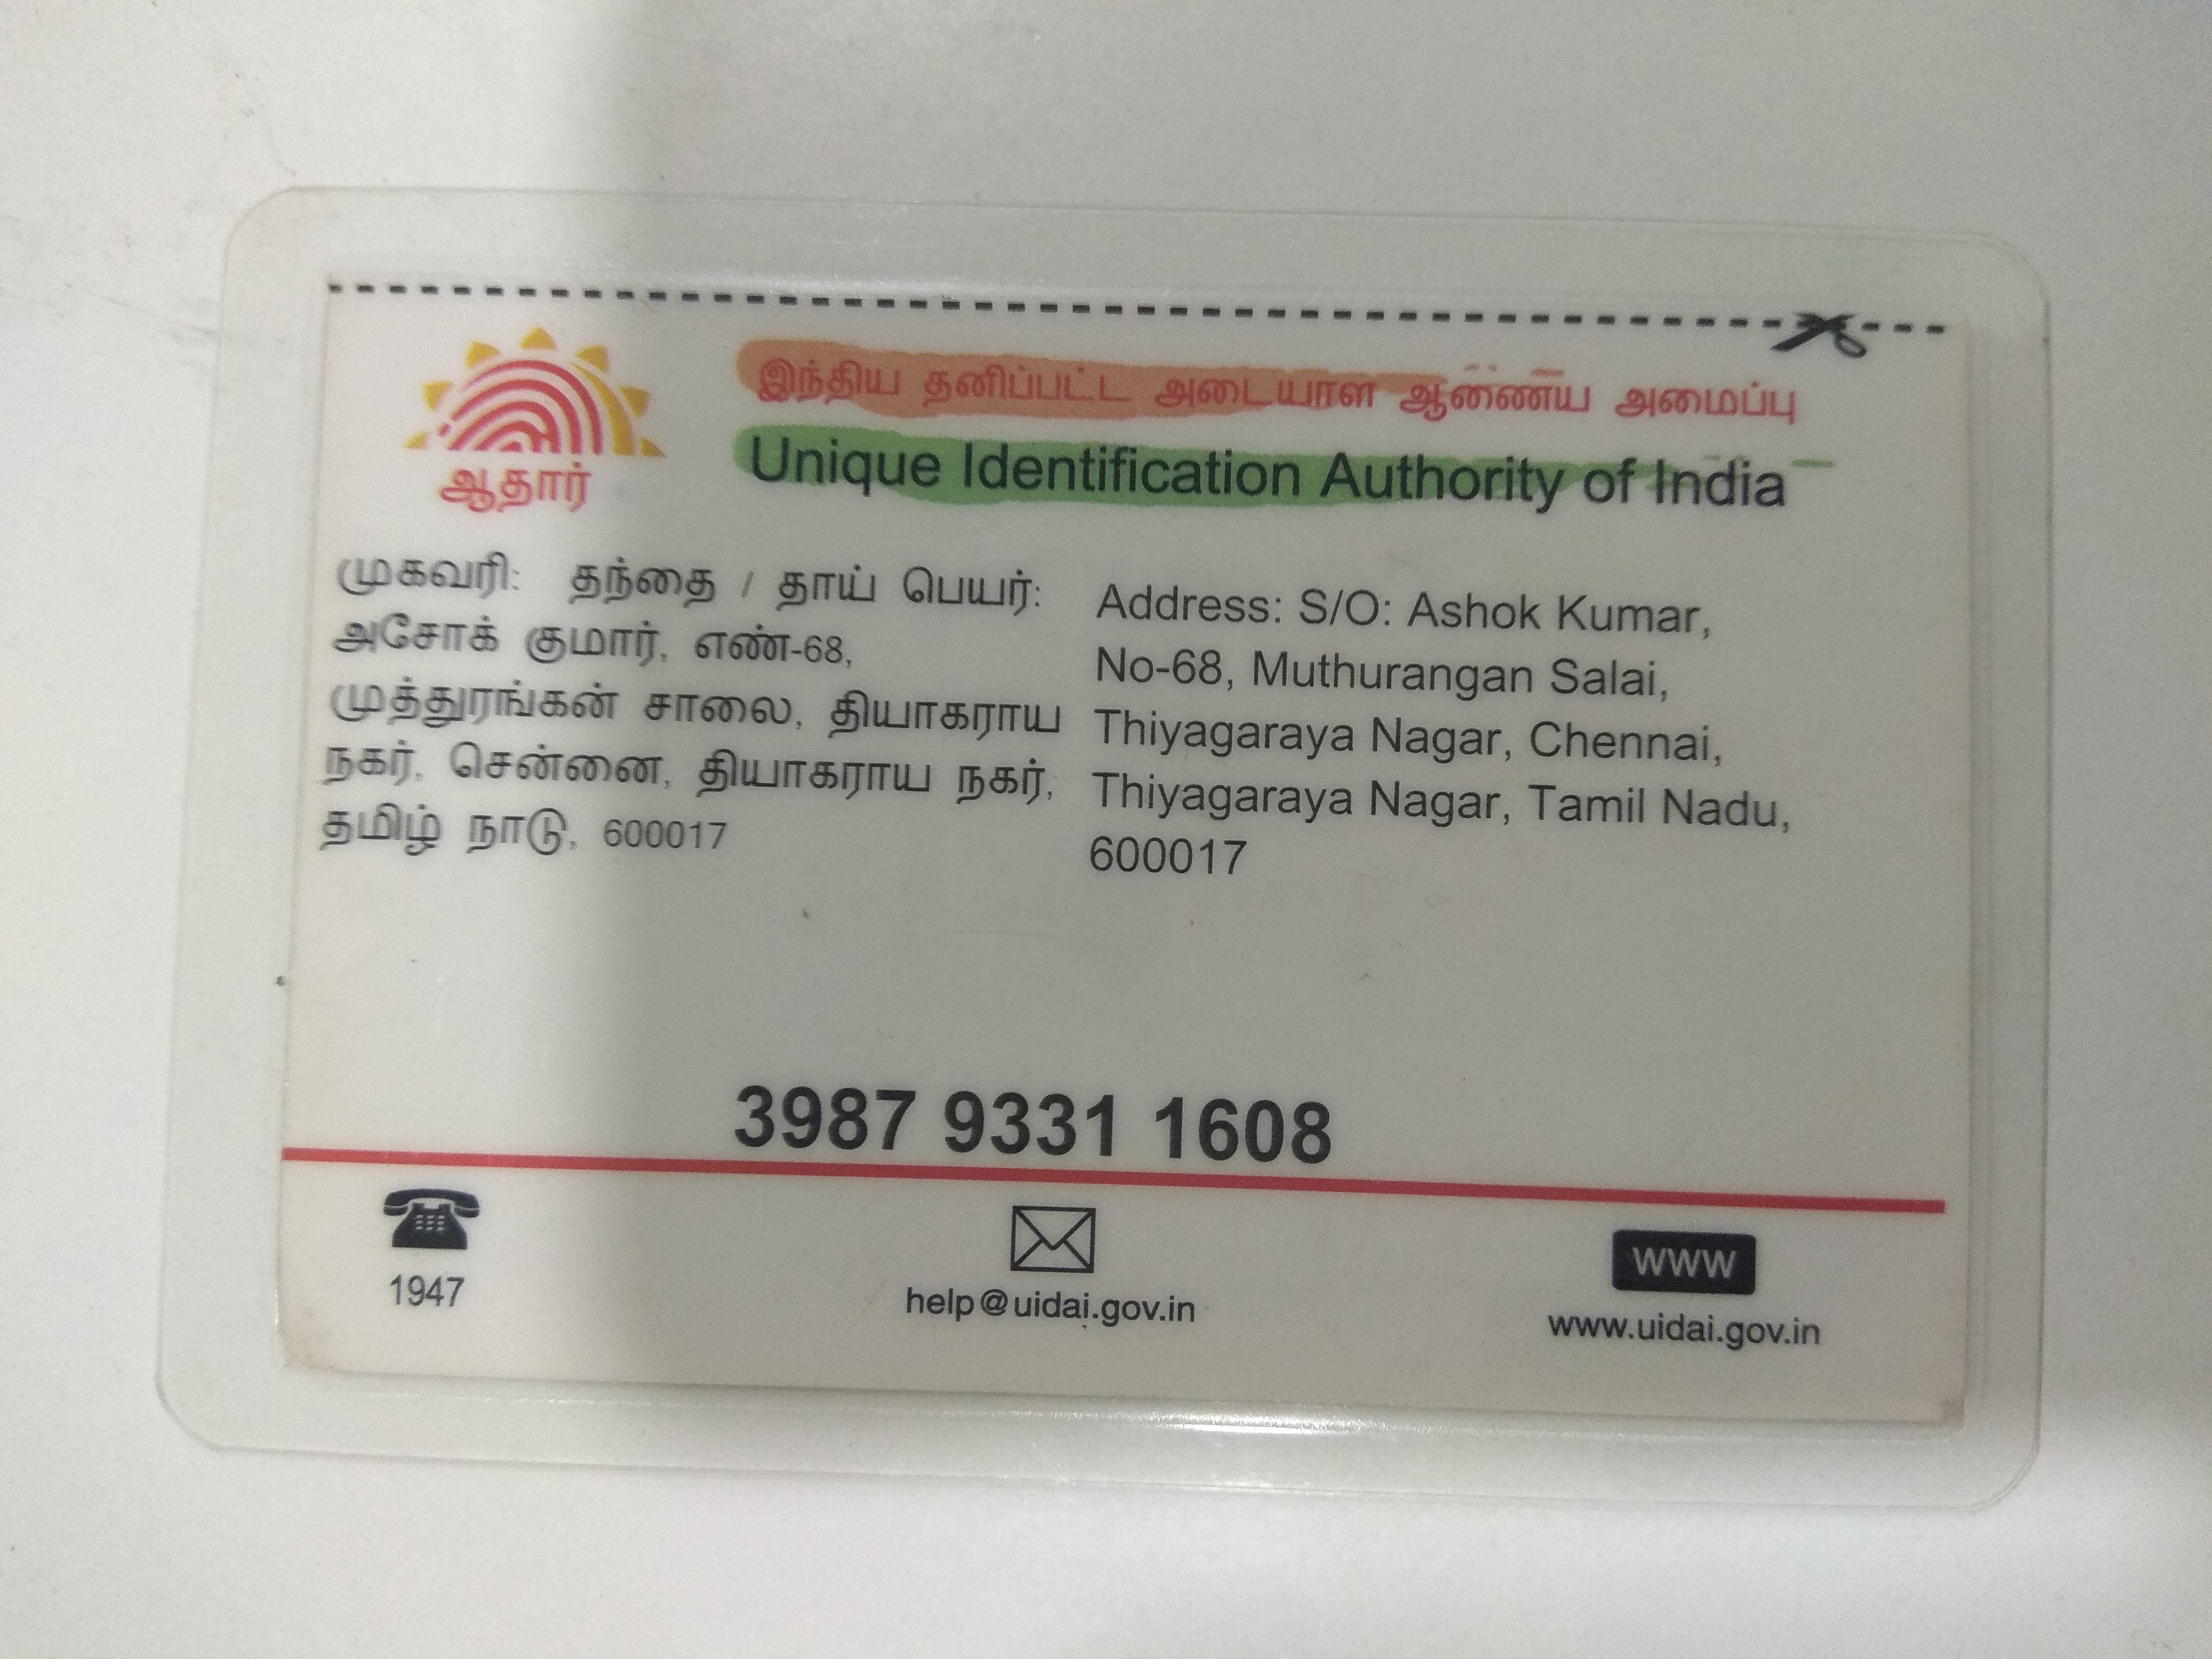 ஆதார்
இந்திய தனிப்பட்ட அடையாள ஆணைய அமைப்பு
Unique Identification Authority of India
முகவரி: தந்தை / தாய் பெயர்:
அசோக் குமார், எண்-68,
முத்துரங்கன் சாலை, தியாகராய
நகர், சென்னை, தியாகராய நகர்,
தமிழ் நாடு, 600017
Address: S/O: Ashok Kumar,
No-68, Muthurangan Salai,
Thiyagaraya Nagar, Chennai,
Thiyagaraya Nagar, Tamil Nadu,
600017
3987 9331 1608
1947
help@uidai.gov.in
www
www.uidai.gov.in